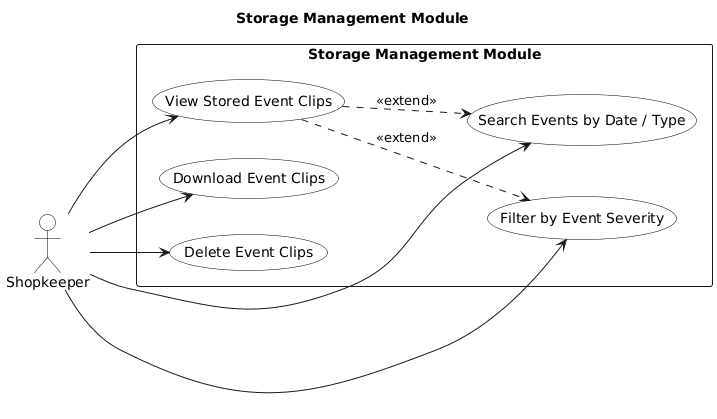 Storage Management Module
Storage Management Module
View Stored Event Clips
«extend»
Search Events by Date / Type
«extend»
Download Event Clips
Filter by Event Severity
Delete Event Clips
Shopkeeper